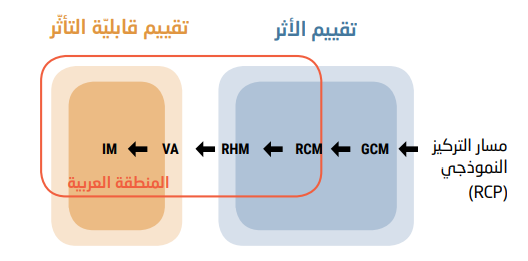 تقييم الأثر
تقييم قابليّة التأثّر
مسار التركيز
النموذجي
(RCP)
GCM
RCM
RHM
VA
IM
المنطقة العربية